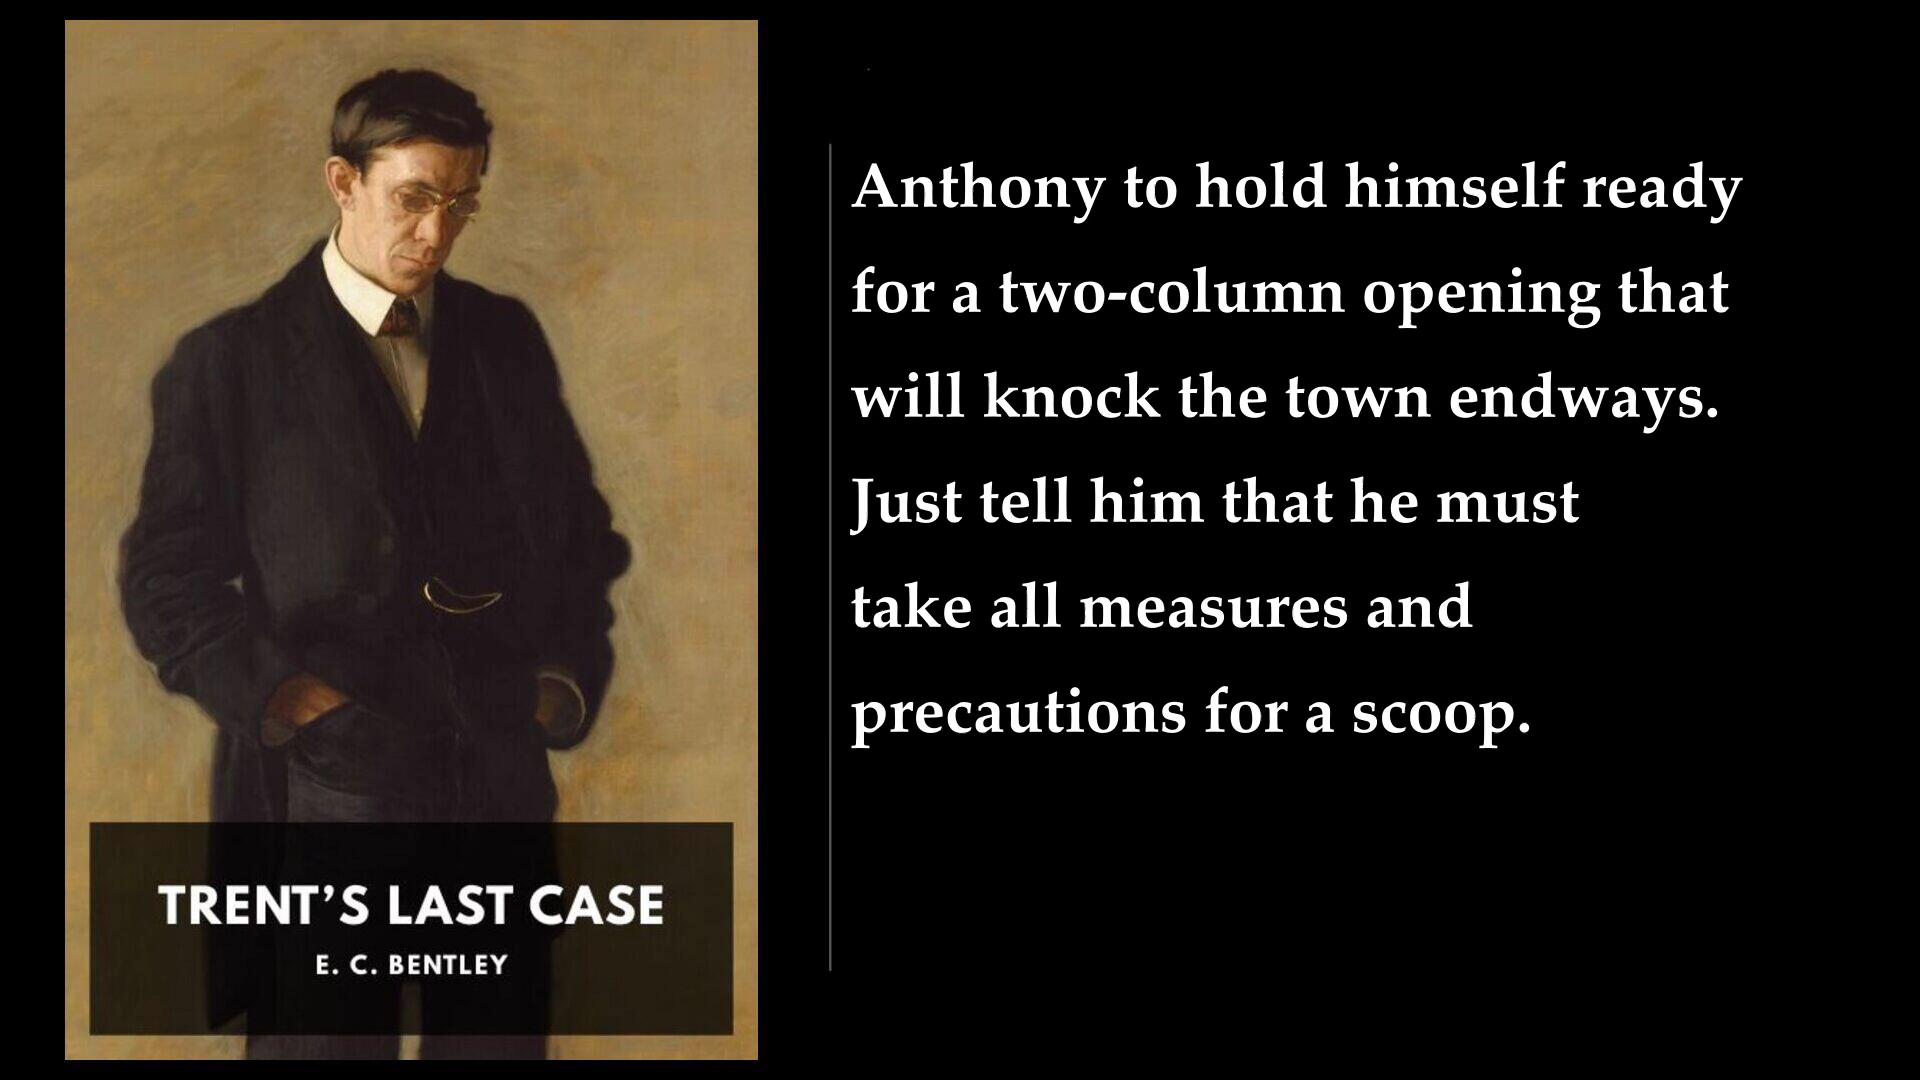 Anthony to hold himself ready
for a two-column opening that
will knock the town endways.
Just tell him that he must
take all measures and
precautions for a scoop.
TRENT’S LAST CASE
E. C. BENTLEY